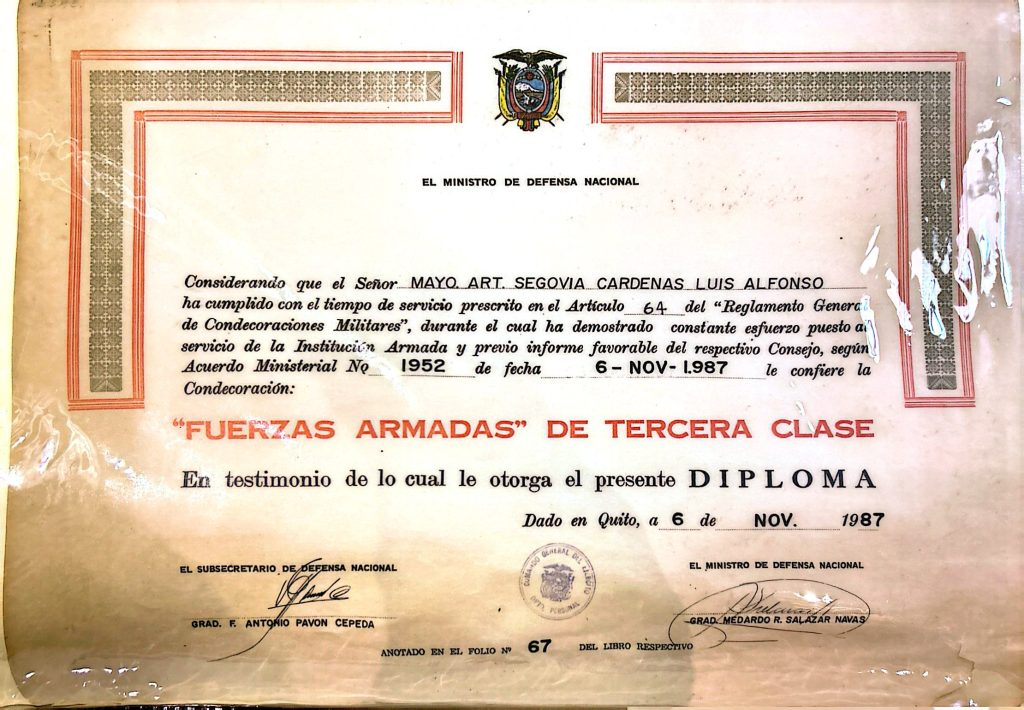 EL MINISTRO DE DEFENSA NACIONAL
Considerando que el Señor MAYO. ART. SEGOVIA CARDENAS LUIS ALFONSO
ha cumplido con el tiempo de servicio prescrito en el Artículo 64 del "Reglamento General
de Condecoraciones Militares", durante el cual ha demostrado constante esfuerzo puesto al
servicio de la Institución Armada y previo informe favorable del respectivo Consejo, según
Acuerdo Ministerial Nº 1952 de fecha 6-NOV-1.987 le confiere la
Condecoración:
"FUERZAS ARMADAS" DE TERCERA CLASE
En testimonio de lo cual le otorga el presente DIPLOMA
Dado en Quito, a 6 de NOV. 1987
EL SUBSECRETARIO DE DEFENSA NACIONAL
GRAD. F. ANTONIO PAVON CEPEDA
COMANDO GENERAL DEL EJERCITO
DPTO. PERSONAL
EL MINISTRO DE DEFENSA NACIONAL
GRAD. MEDARDO R. SALAZAR NAVAS
ANOTADO EN EL FOLIO Nº 67 DEL LIBRO RESPECTIVO